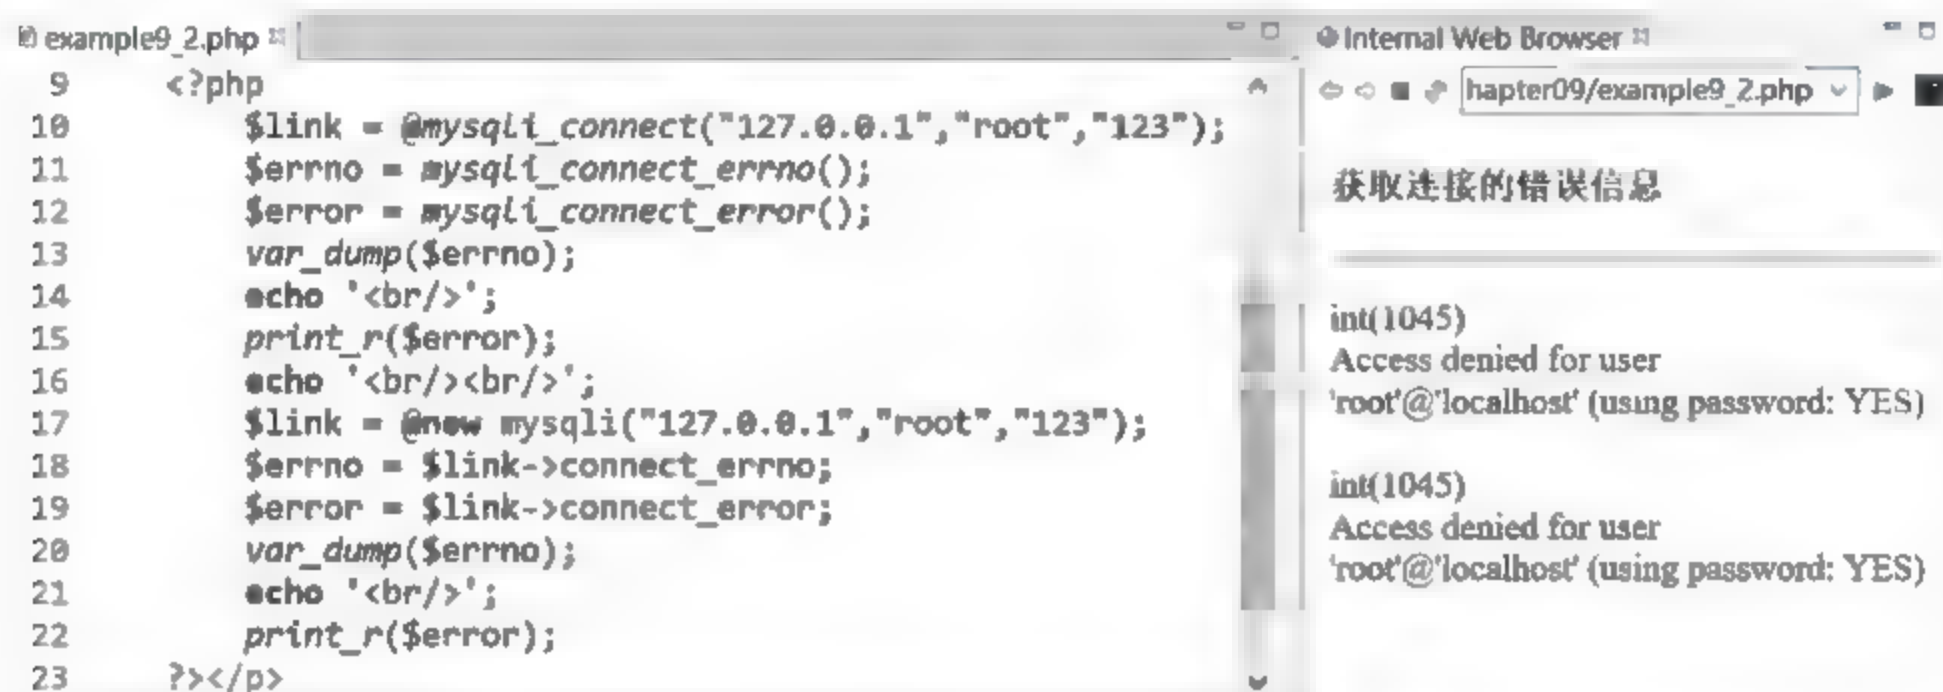 example9_2.php
9 <?php
10 $link = @mysqli_connect("127.0.0.1","root","123");
11 $errno = mysqli_connect_errno();
12 $error = mysqli_connect_error();
13 var_dump($errno);
14 echo '<br/>';
15 print_r($error);
16 echo '<br/><br/>';
17 $link = @new mysqli("127.0.0.1","root","123");
18 $errno = $link->connect_errno;
19 $error = $link->connect_error;
20 var_dump($errno);
21 echo '<br/>';
22 print_r($error);
23 ?></p>
Internal Web Browser
hapter09/example9_2.php
获取连接的错误信息
int(1045)
Access denied for user
'root'@'localhost' (using password: YES)
int(1045)
Access denied for user
'root'@'localhost' (using password: YES)